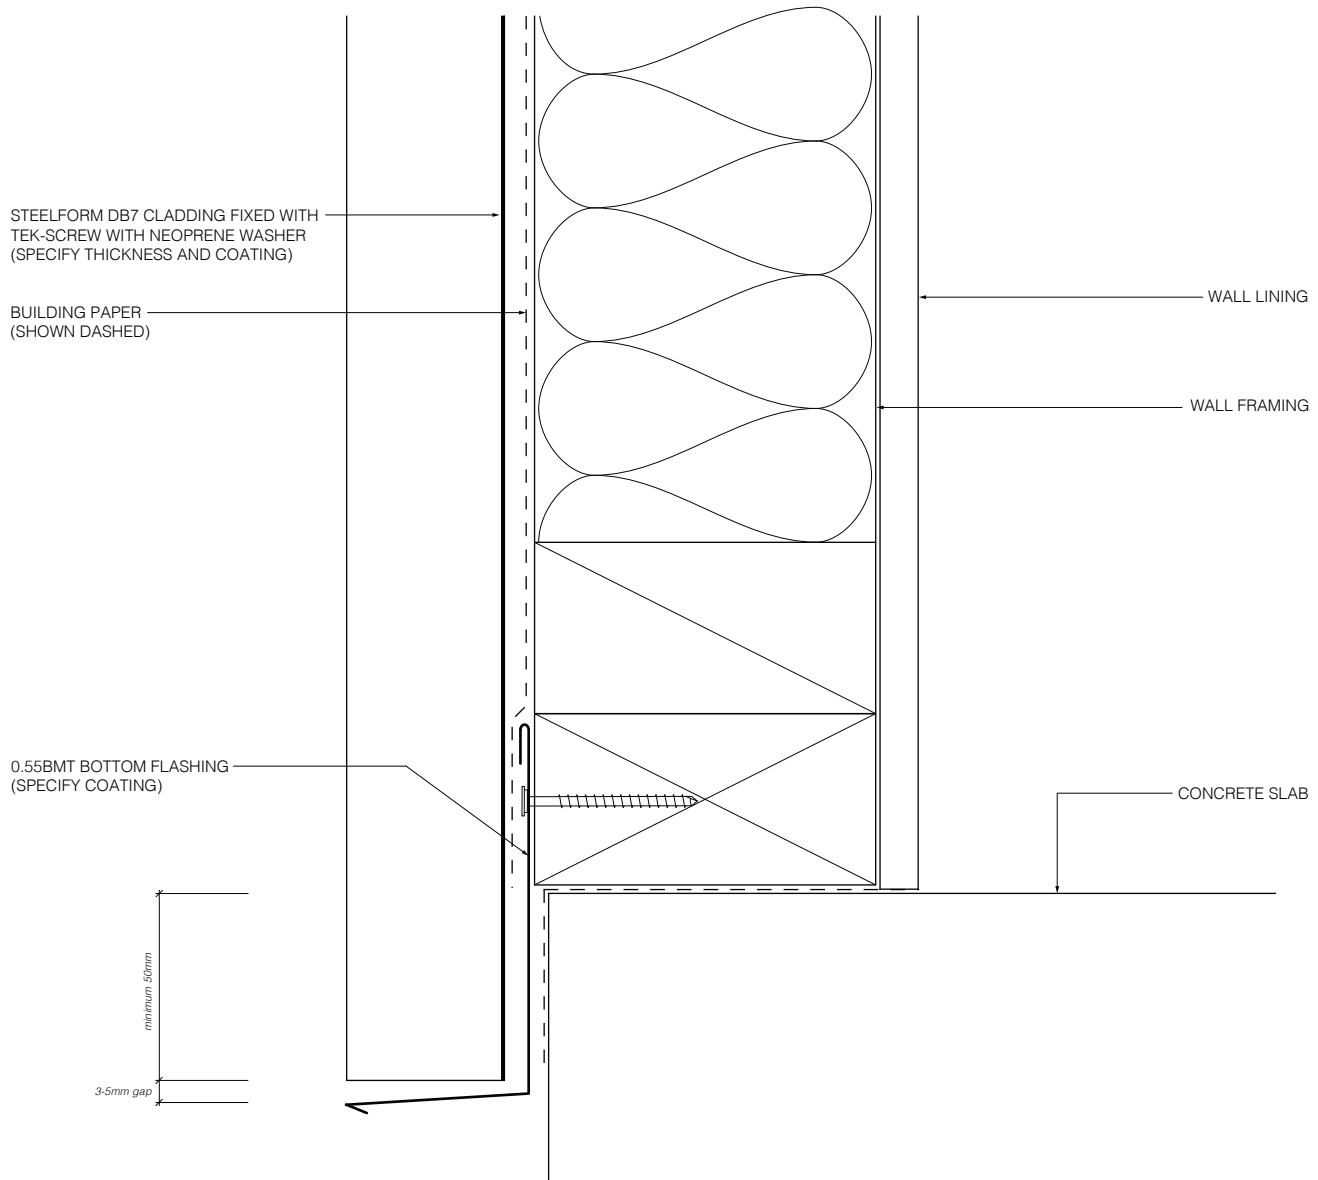 STEELFORM DB7 CLADDING FIXED WITH
TEK-SCREW WITH NEOPRENE WASHER
(SPECIFY THICKNESS AND COATING)
BUILDING PAPER
(SHOWN DASHED)
WALL LINING
WALL FRAMING
0.55BMT BOTTOM FLASHING
(SPECIFY COATING)
CONCRETE SLAB
minimum 50mm
3-5mm gap